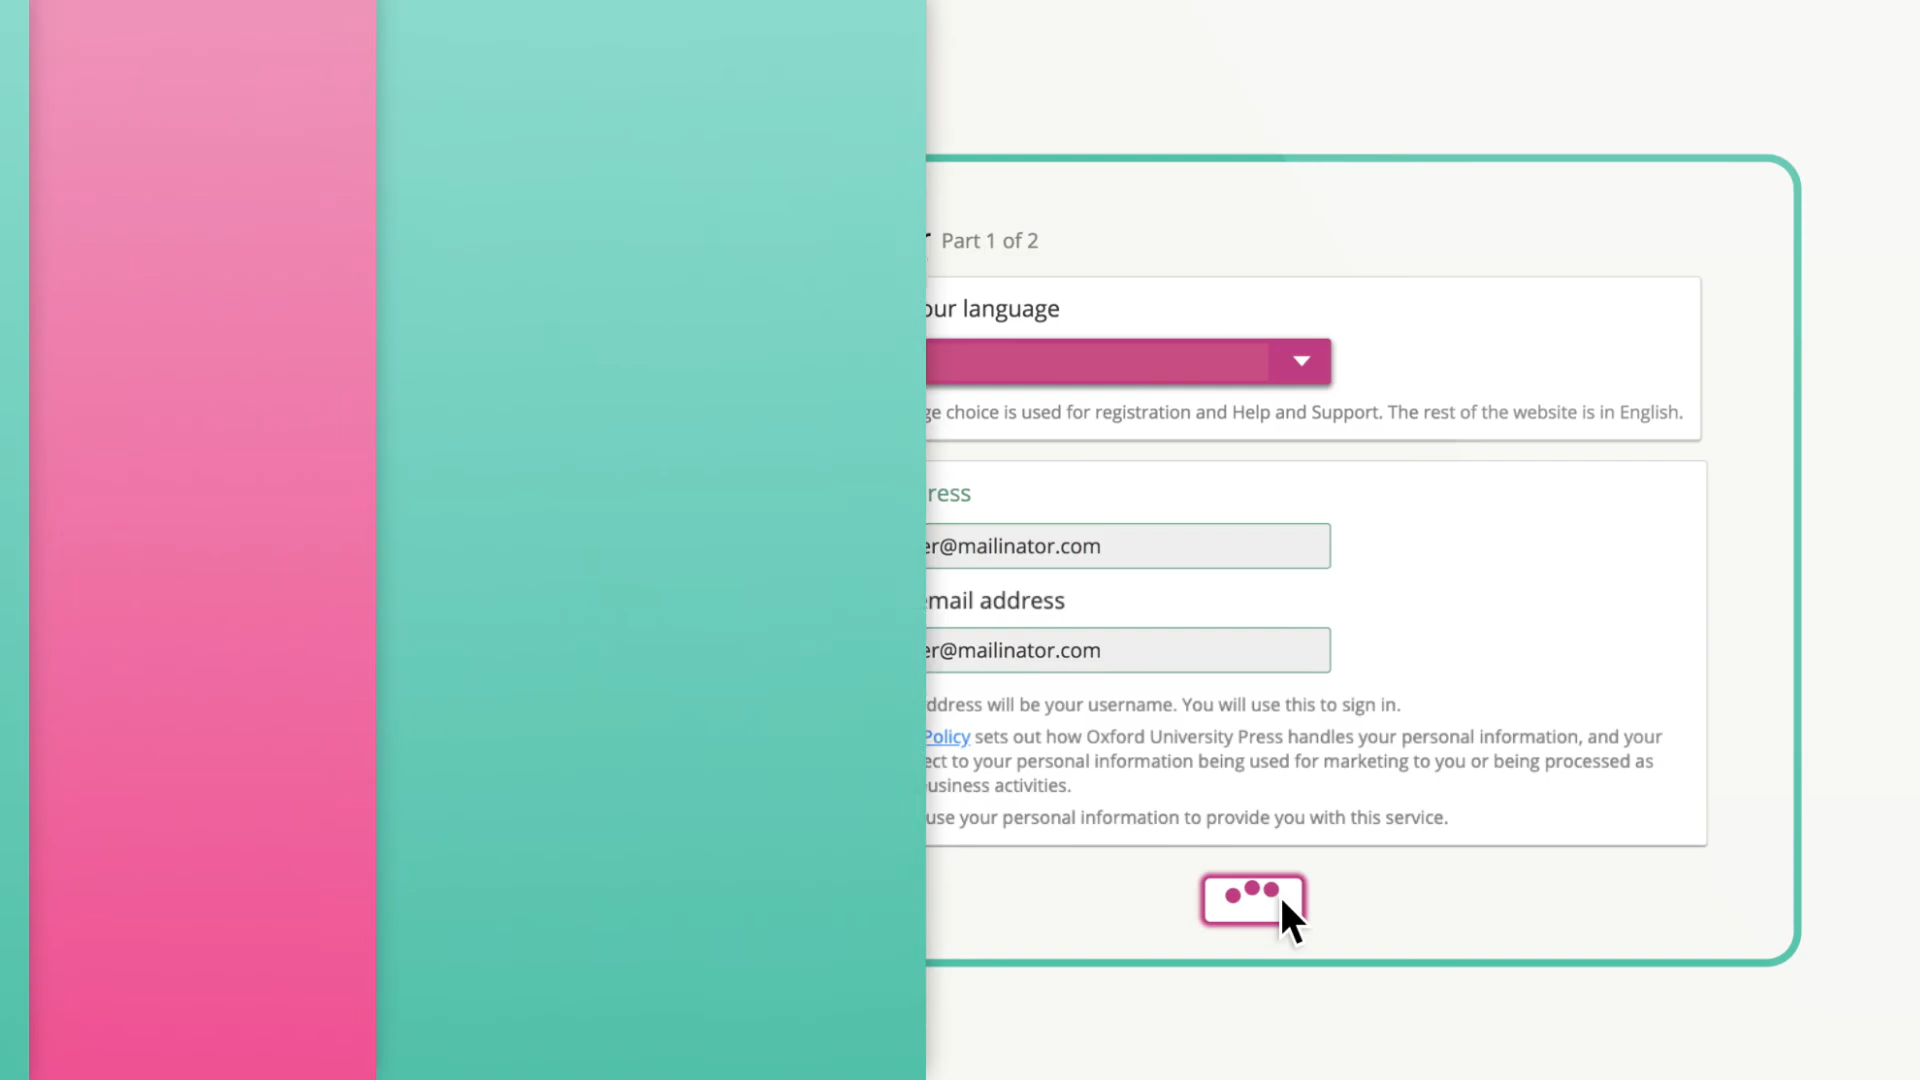 Part 1 of 2
our language
ge choice is used for registration and Help and Support. The rest of the website is in English.
ress
er@mailinator.com
email address
er@mailinator.com
ddress will be your username. You will use this to sign in.
Policy sets out how Oxford University Press handles your personal information, and your
ect to your personal information being used for marketing to you or being processed as
usiness activities.
use your personal information to provide you with this service.